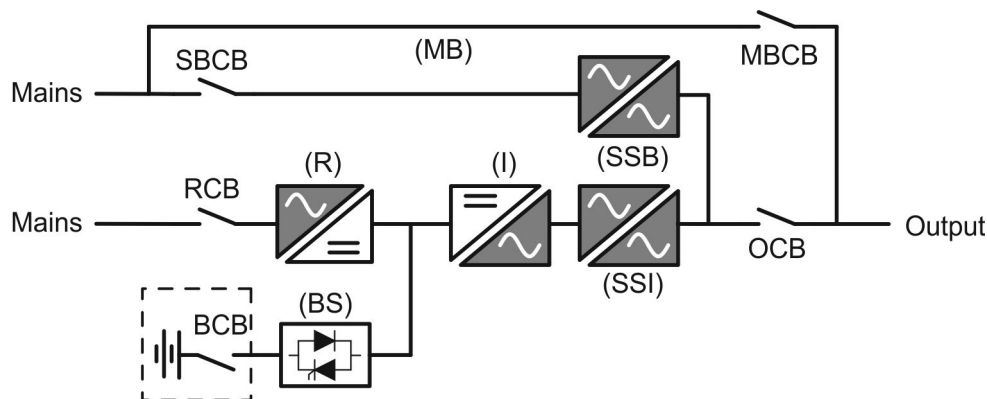 (MB)
MBCB
SBCB
Mains
(SSB)
(R)
(I)
RCB
Mains
Output
OCB
(SSI)
(BS)
BCB